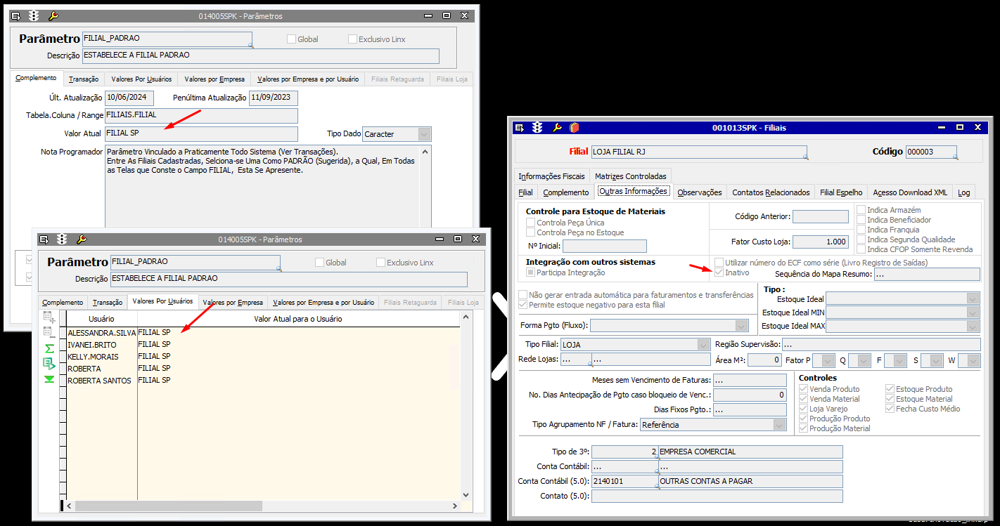 014005SPK - Parâmetros
Parâmetro FILIAL_PADRAO Global Exclusivo Linx
Descrição ESTABELECE A FILIAL PADRAO
Complemento Transação Valores Por Usuários Valores por Empresa Valores por Empresa e por Usuário Filiais Retaguarda Filiais Loja
Últ. Atualização 10/06/2024 Penúltima Atualização 11/09/2023
Tabela.Coluna / Range FILIAIS.FILIAL
Valor Atual FILIAL SP Tipo Dado Caracter
Nota Programador Parâmetro Vinculado a Praticamente Todo Sistema (Ver Transações).
Entre As Filiais Cadastradas, Selciona-se Uma Como PADRÃO (Sugerida), a Qual, Em Todas
as Telas que Conste o Campo FILIAL, Esta Se Apresente.
014005SPK - Parâmetros
Parâmetro FILIAL_PADRAO Global Exclusivo Linx
Descrição ESTABELECE A FILIAL PADRAO
Complemento Transação Valores Por Usuários Valores por Empresa Valores por Empresa e por Usuário Filiais Retaguarda Filiais Loja
Usuário Valor Atual para o Usuário
ALESSANDRA.SILVA FILIAL SP
IVANEI.BRITO FILIAL SP
KELLY.MORAIS FILIAL SP
ROBERTA FILIAL SP
ROBERTA SANTOS FILIAL SP
001013SPK - Filiais
Filial LOJA FILIAL RJ Código 000003
Informações Fiscais Matrizes Controladas
Filial Complemento Outras Informações Observações Contatos Relacionados Filial Espelho Acesso Download XML Log
Controle para Estoque de Materiais
Controla Peça Única
Controla Peça no Estoque
Nº Inicial:
Código Anterior:
Fator Custo Loja: 1.000
Indica Armazém
Indica Beneficiador
Indica Franquia
Indica Segunda Qualidade
Indica CFOP Somente Revenda
Integração com outros sistemas
Participa Integração
Utilizar número do ECF como série (Livro Registro de Saídas)
Inativo Sequência do Mapa Resumo: ...
Não gerar entrada automática para faturamentos e transferências
Permite estoque negativo para esta filial
Forma Pgto (Fluxo):
Tipo :
Estoque Ideal
Estoque Ideal MIN
Estoque Ideal MAX
Tipo Filial: LOJA Região Supervisão: ...
Rede Lojas: ... ... Área M²: 0 Fator P Q F S W
Meses sem Vencimento de Faturas: ...
No. Dias Antecipação de Pgto caso bloqueio de Venc.: 0
Dias Fixos Pgto.: ...
Tipo Agrupamento NF / Fatura: Referência
Controles
Venda Produto Estoque Produto
Venda Material Estoque Material
Loja Varejo Fecha Custo Médio
Produção Produto
Produção Material
Tipo de 3º: 2 EMPRESA COMERCIAL
Conta Contábil: ... ...
Conta Contábil (5.0): 2140101 OUTRAS CONTAS A PAGAR
Contato (5.0):